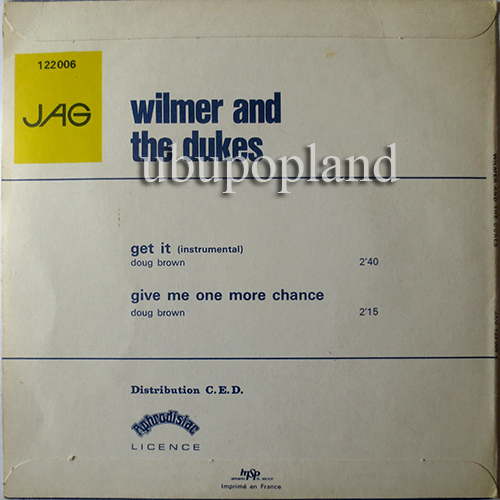 122006
JAG
wilmer and
the dukes
ubupopland
get it (instrumental)
doug brown 2'40
give me one more chance
doug brown 2'15
Distribution C.E.D.
Aphrodisiac
LICENCE
Imprimé en France